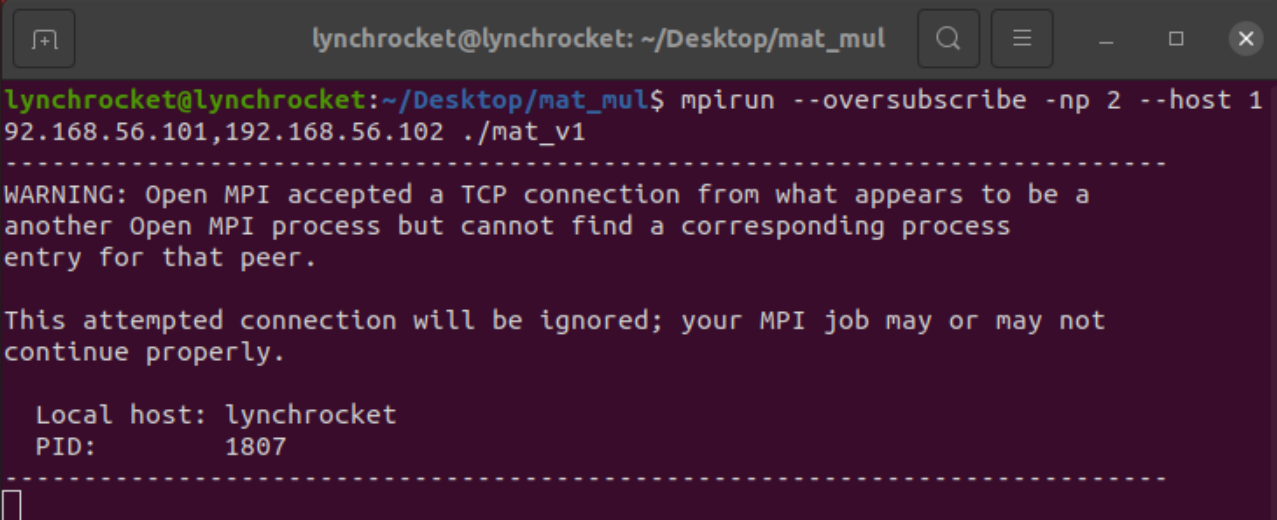 lynchrocket@lynchrocket: ~/Desktop/mat_mul
lynchrocket@lynchrocket:~/Desktop/mat_mul$ mpirun --oversubscribe -np 2 --host 1
92.168.56.101,192.168.56.102 ./mat_v1
--------------------------------------------------------------------------
WARNING: Open MPI accepted a TCP connection from what appears to be a
another Open MPI process but cannot find a corresponding process
entry for that peer.

This attempted connection will be ignored; your MPI job may or may not
continue properly.

  Local host: lynchrocket
  PID:        1807
--------------------------------------------------------------------------